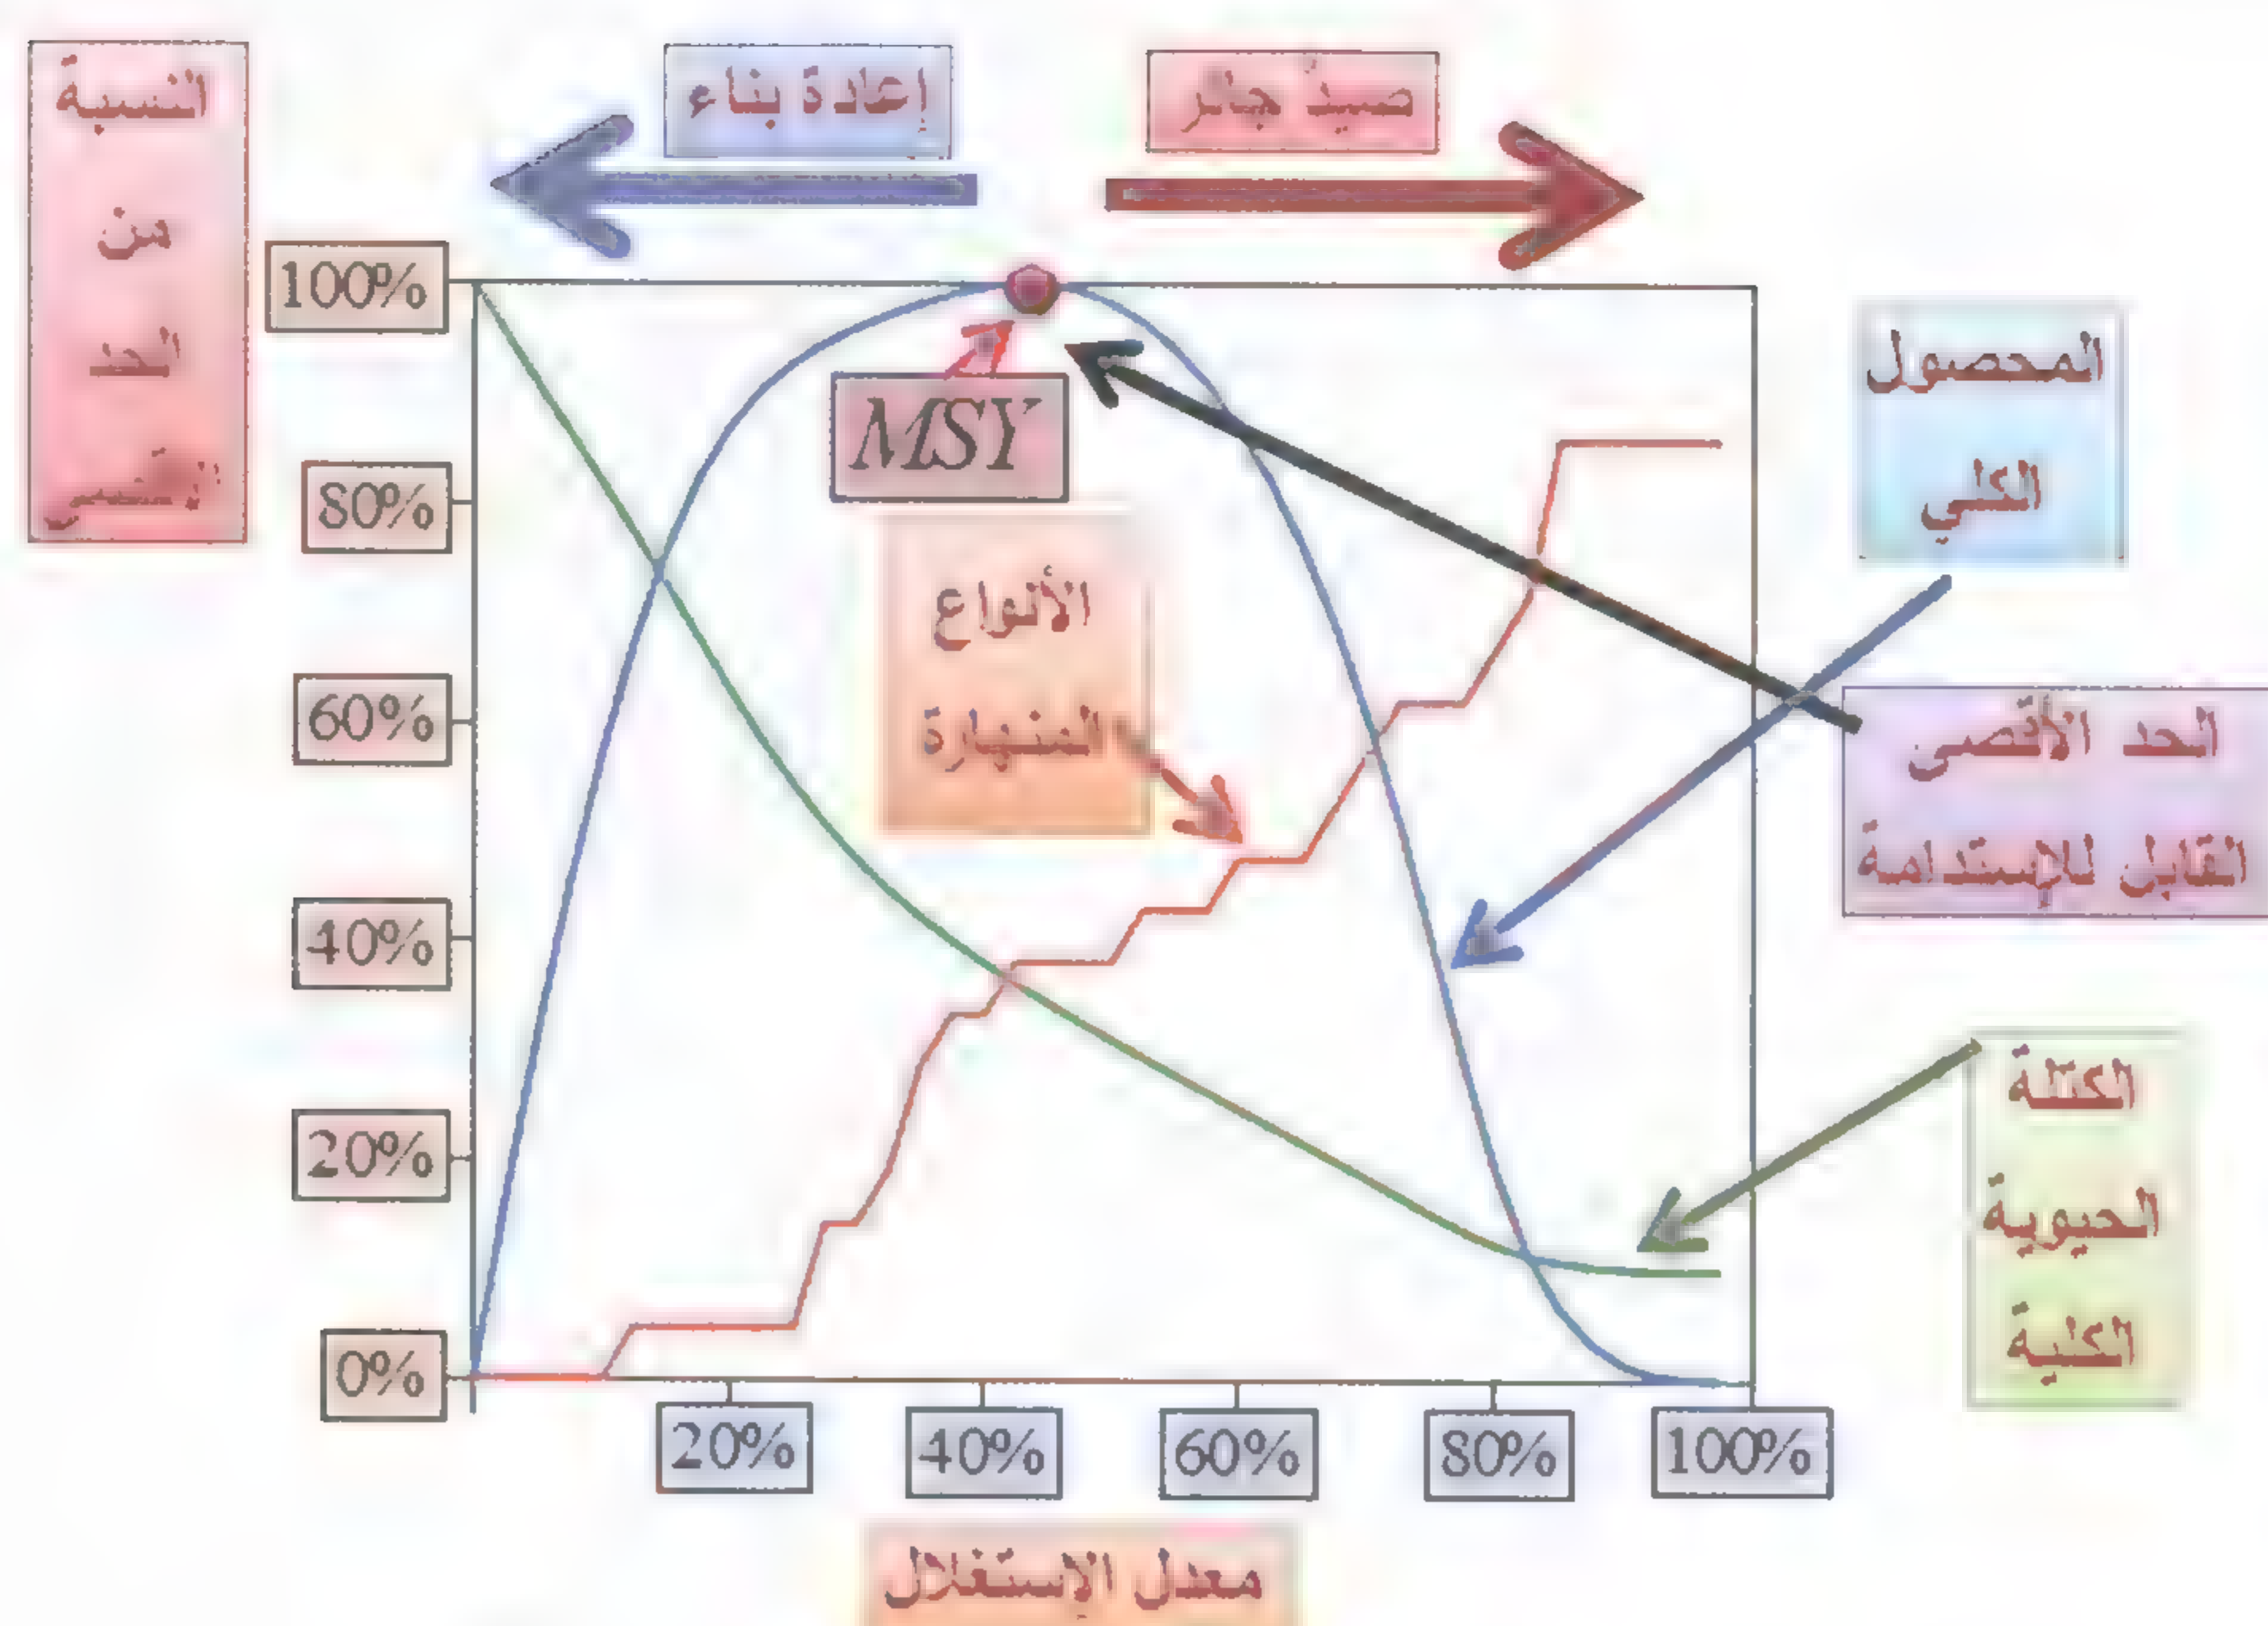 إعادة بناء
صيد جائر
النسبة
من
الحد
100%
80%
60%
40%
20%
0%
MSY
الأنواع
المنهارة
المحصول
الكلي
الحد الأقصى
القابل للإستدامة
الكتلة
الحيوية
الكلية
20%
40%
60%
80%
100%
معدل الإستغلال